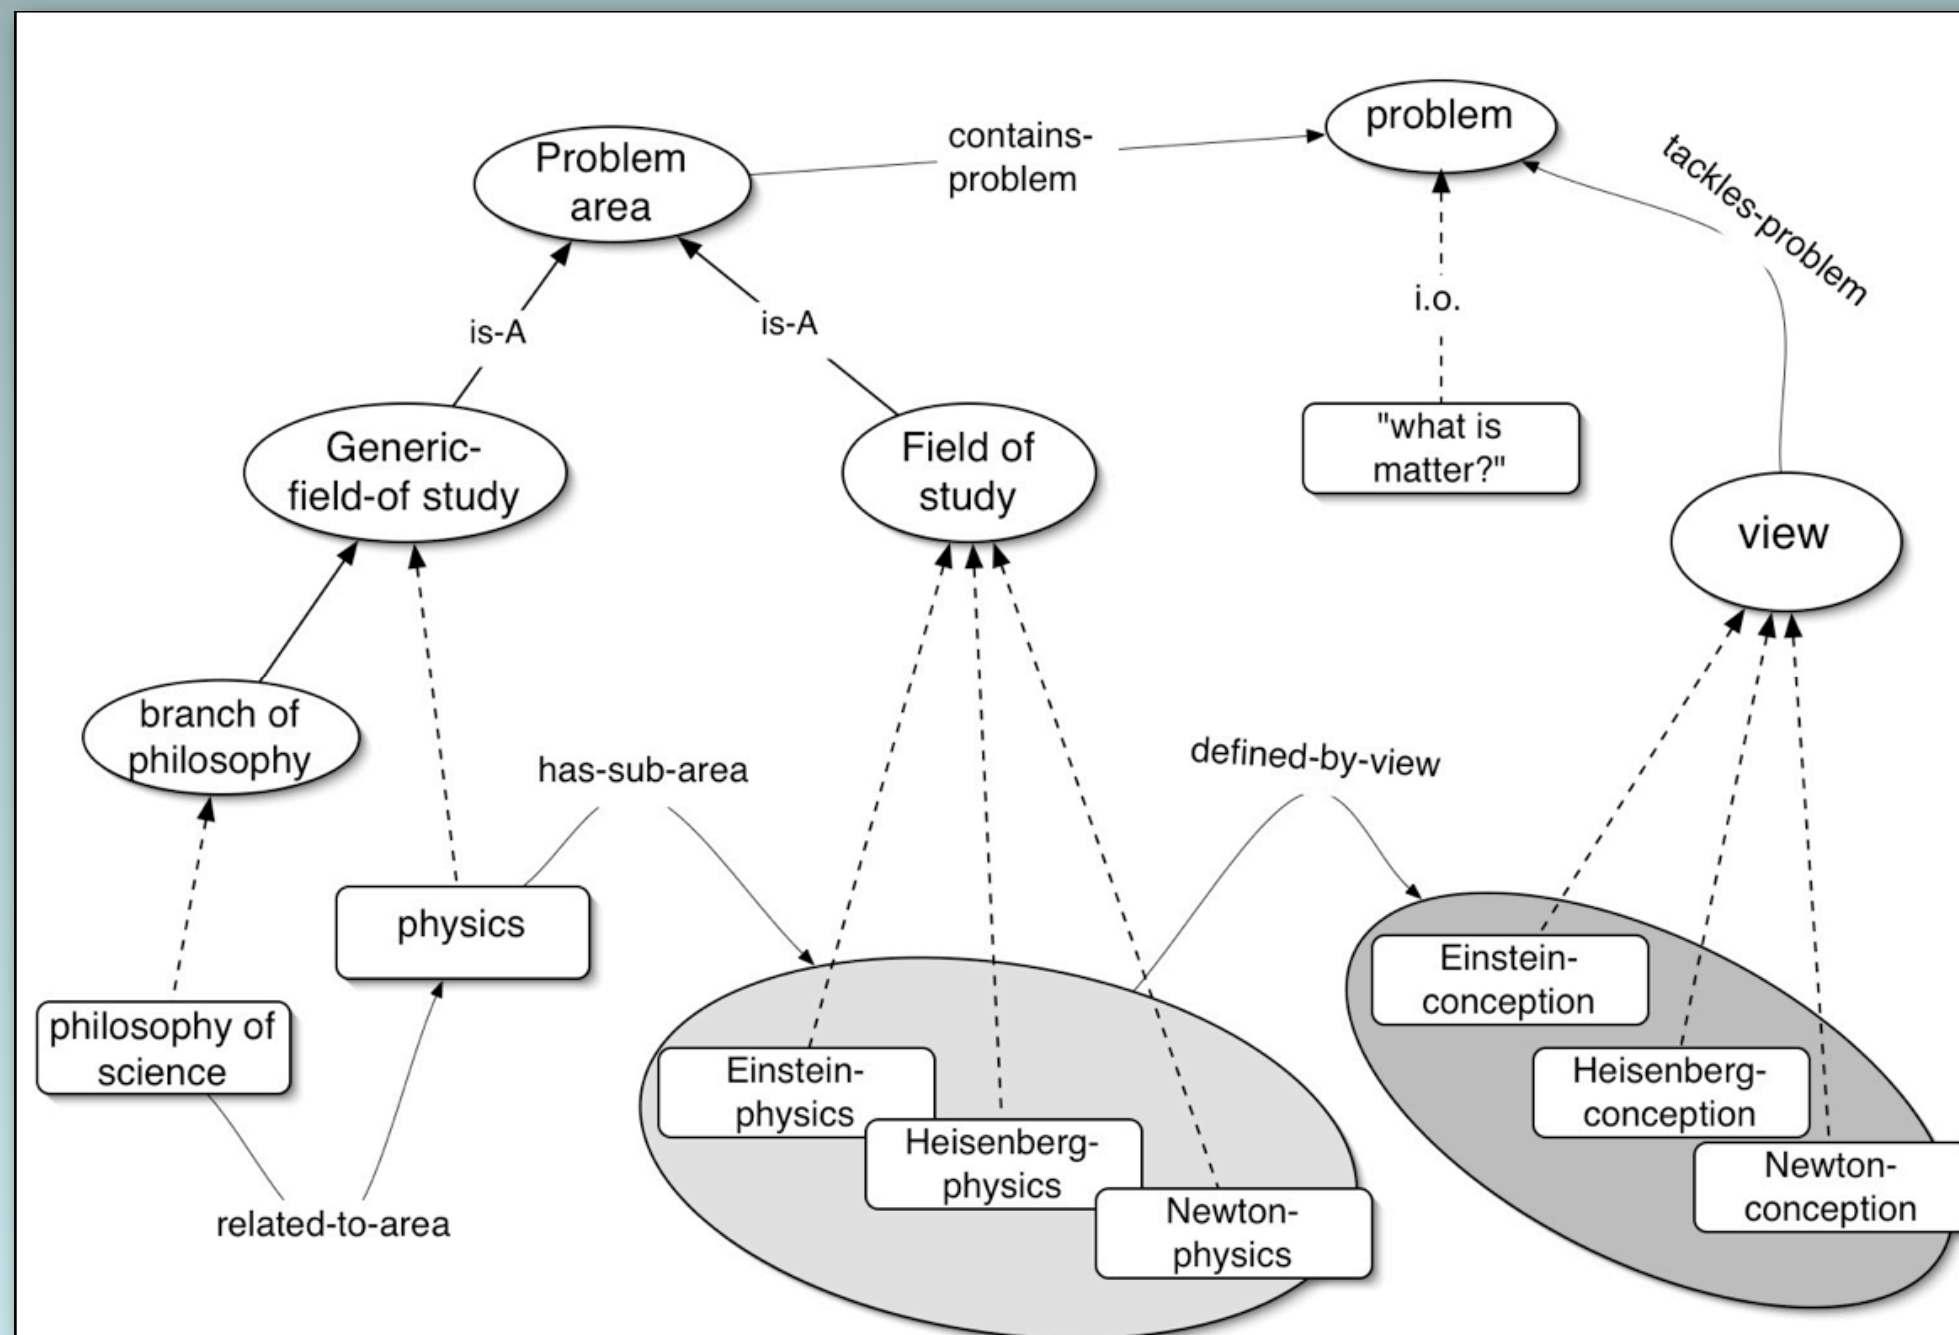 problem
contains-
problem
Problem
area
tackles-problem
i.o.
is-A
is-A
"what is
matter?"
Generic-
field-of study
Field of
study
view
branch of
philosophy
has-sub-area
defined-by-view
physics
Einstein-
conception
philosophy of
science
Einstein-
physics
Heisenberg-
conception
Heisenberg-
physics
Newton-
conception
Newton-
physics
related-to-area